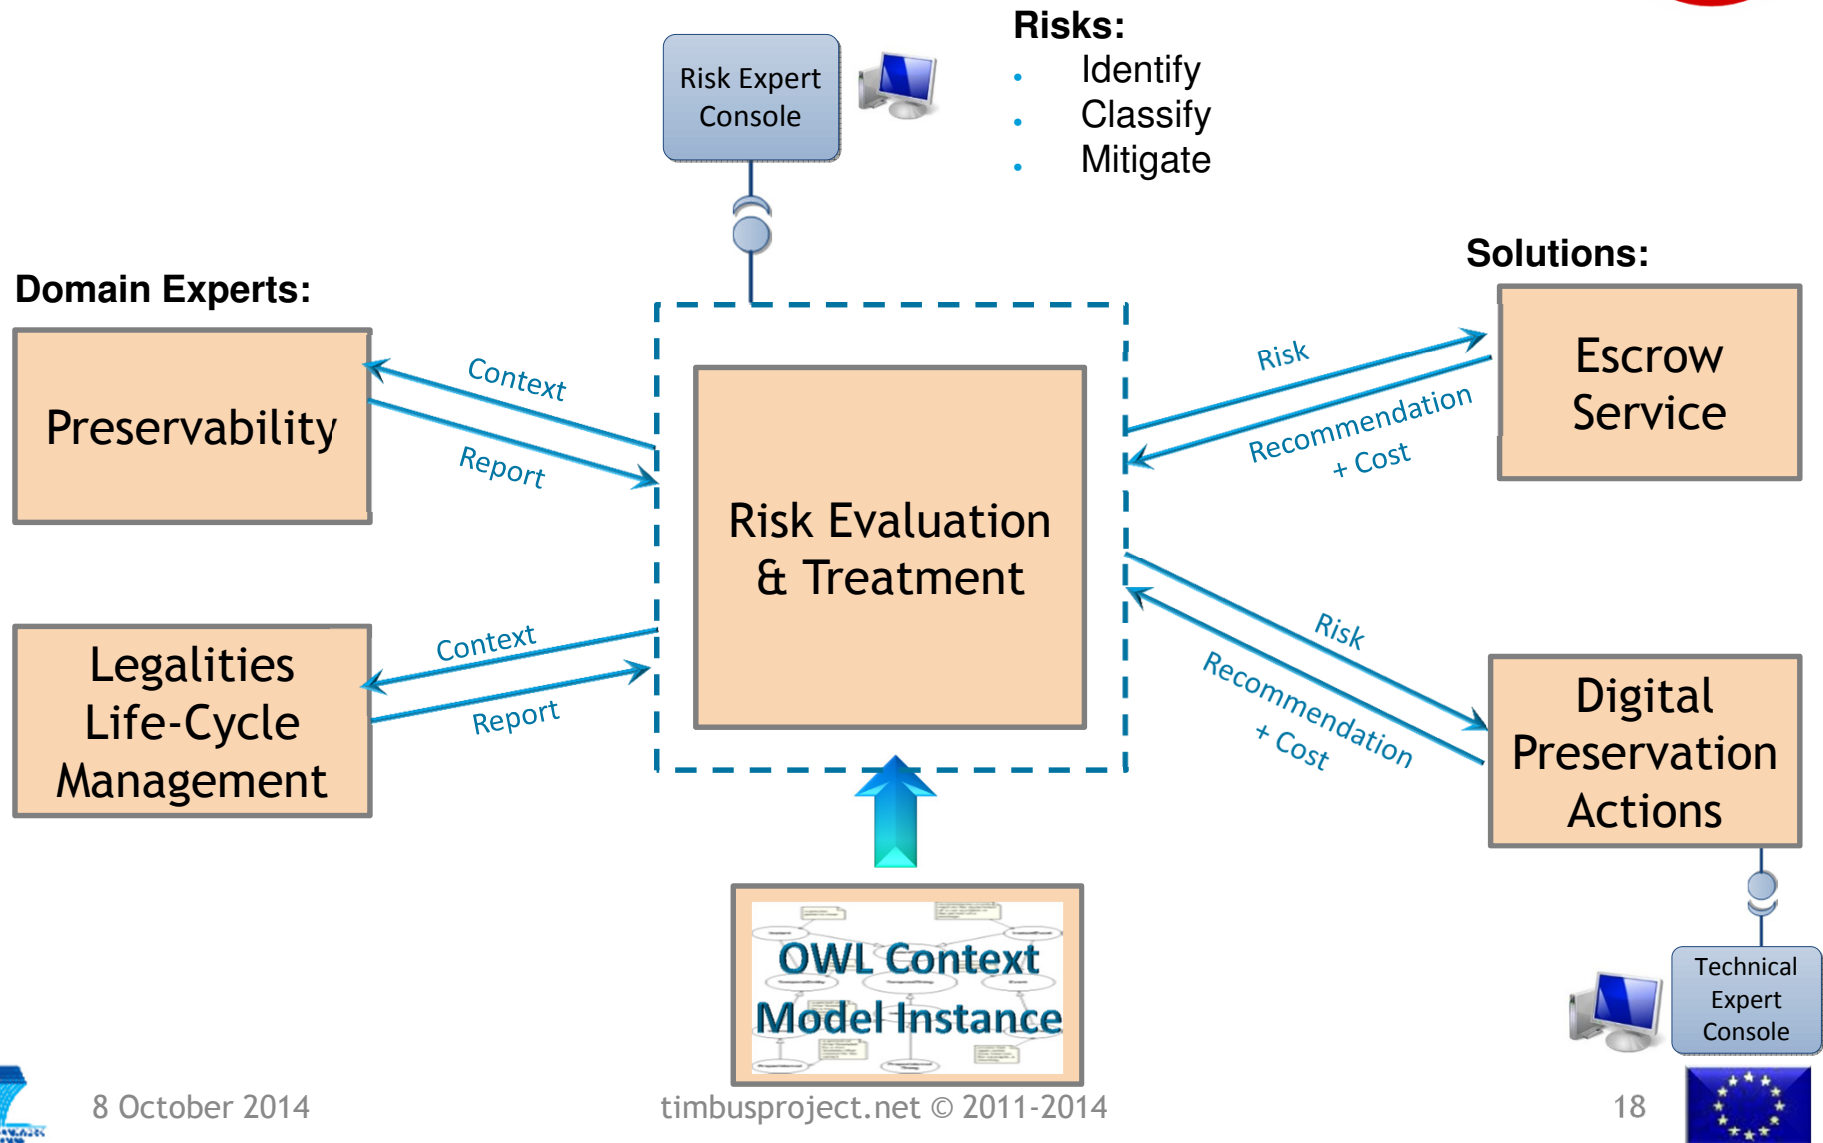 Risks:
Identify
Classify
Mitigate
Risk Expert
Console
Domain Experts:
Solutions:
Preservability
Context
Report
Risk Evaluation
& Treatment
Risk
Recommendation
+ Cost
Escrow
Service
Legalities
Life-Cycle
Management
Context
Report
Risk
Recommendation
+ Cost
Digital
Preservation
Actions
OWL Context
Model Instance
Technical
Expert
Console
8 October 2014
timbusproject.net © 2011-2014
18